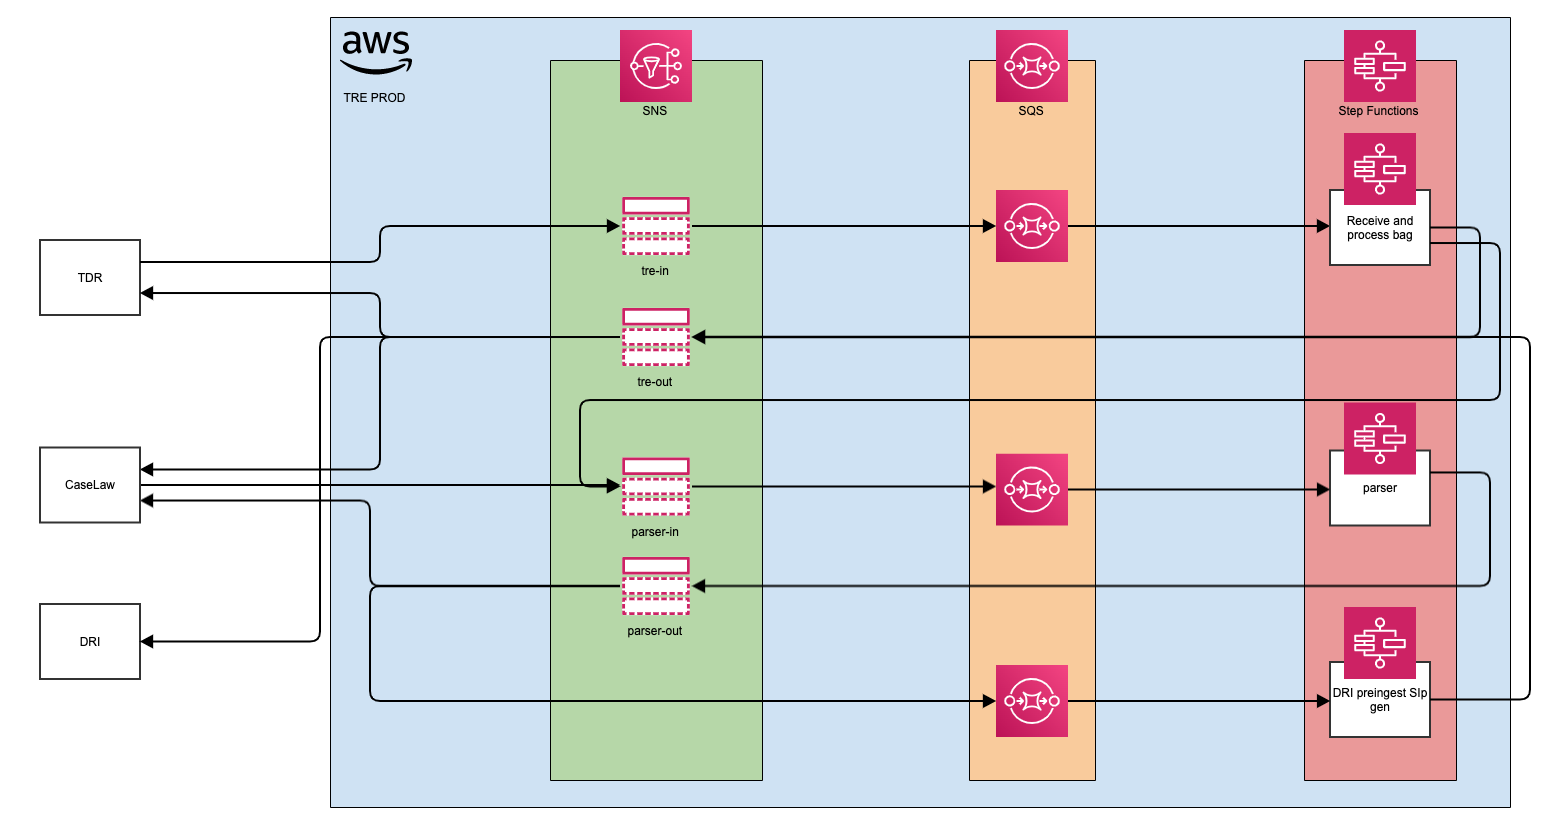 aws
TRE PROD
SNS
SQS
Step Functions
Receive and
process bag
TDR
tre-in
tre-out
CaseLaw
parser
parser-in
DRI
parser-out
DRI preingest SIp
gen